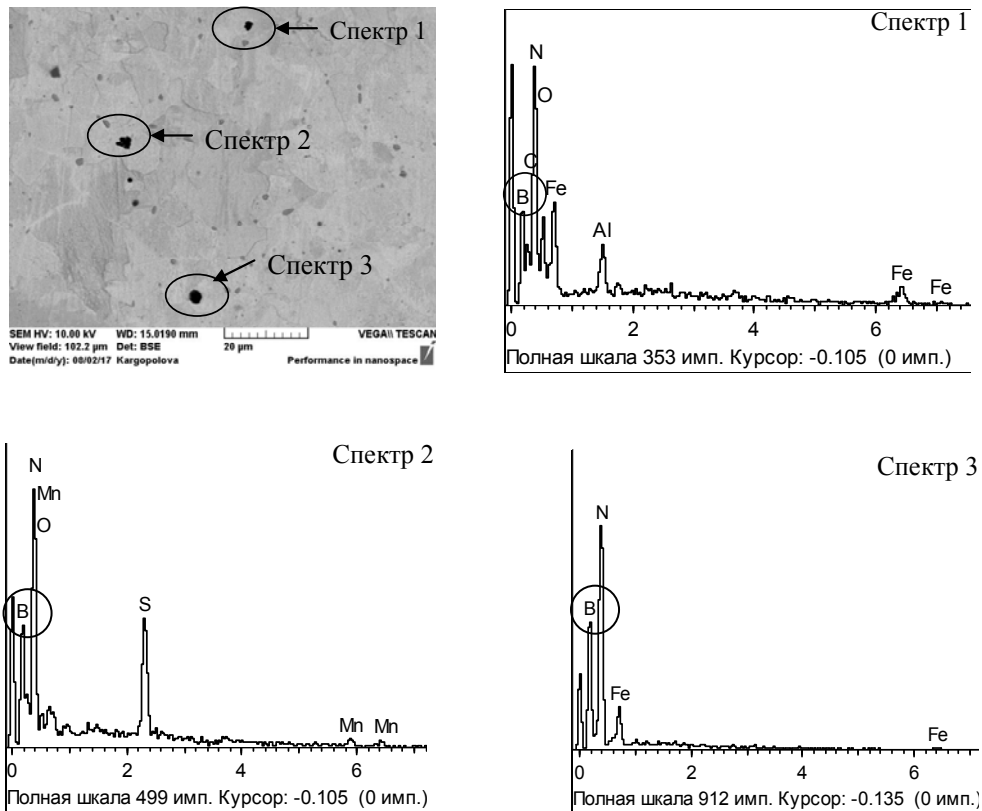 Спектр 1
Спектр 2
Спектр 3
SEM HV: 10.00 kV WD: 15.0190 mm VEGA\\ TESCAN
View field: 102.2 µm Det: BSE 20 µm
Date(m/d/y): 00/02/17 Kargopolova Performance in nanospace
Спектр 1
N
O
C
B Fe
Al
Fe
Fe
0 2 4 6
Полная шкала 353 имп. Курсор: -0.105 (0 имп.)
Спектр 2
N
Mn
O
B S
Mn Mn
0 2 4 6
Полная шкала 499 имп. Курсор: -0.105 (0 имп.)
Спектр 3
N
B
Fe
Fe
0 2 4 6
Полная шкала 912 имп. Курсор: -0.135 (0 имп.)